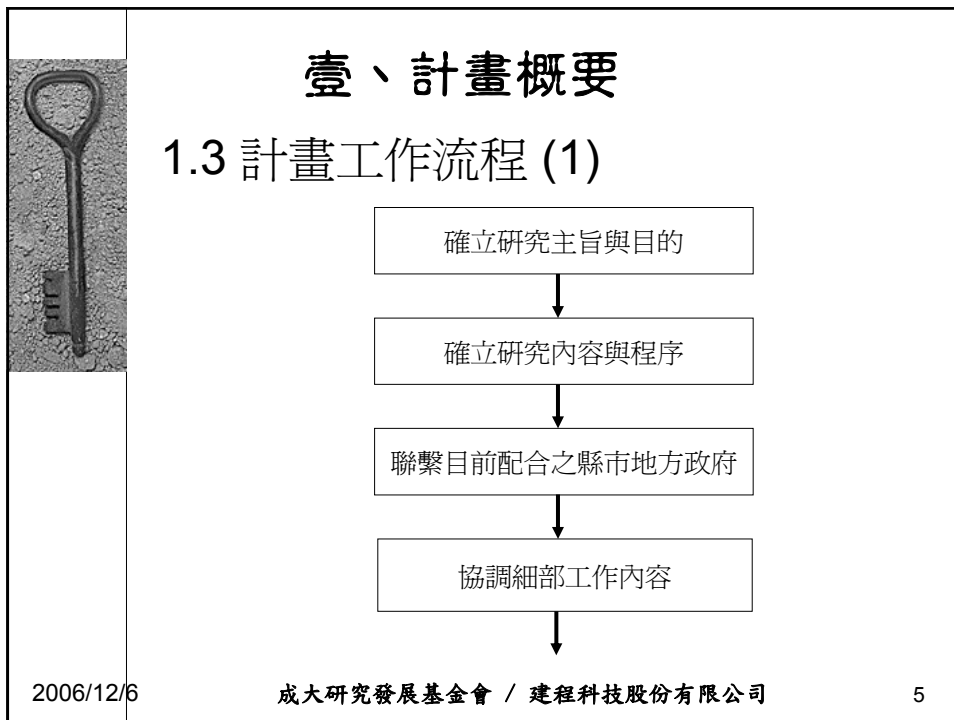 壹、計畫概要
1.3 計畫工作流程 (1)
確立研究主旨與目的
確立研究內容與程序
聯繫目前配合之縣市地方政府
協調細部工作內容
2006/12/6
成大研究發展基金會 / 建程科技股份有限公司
5